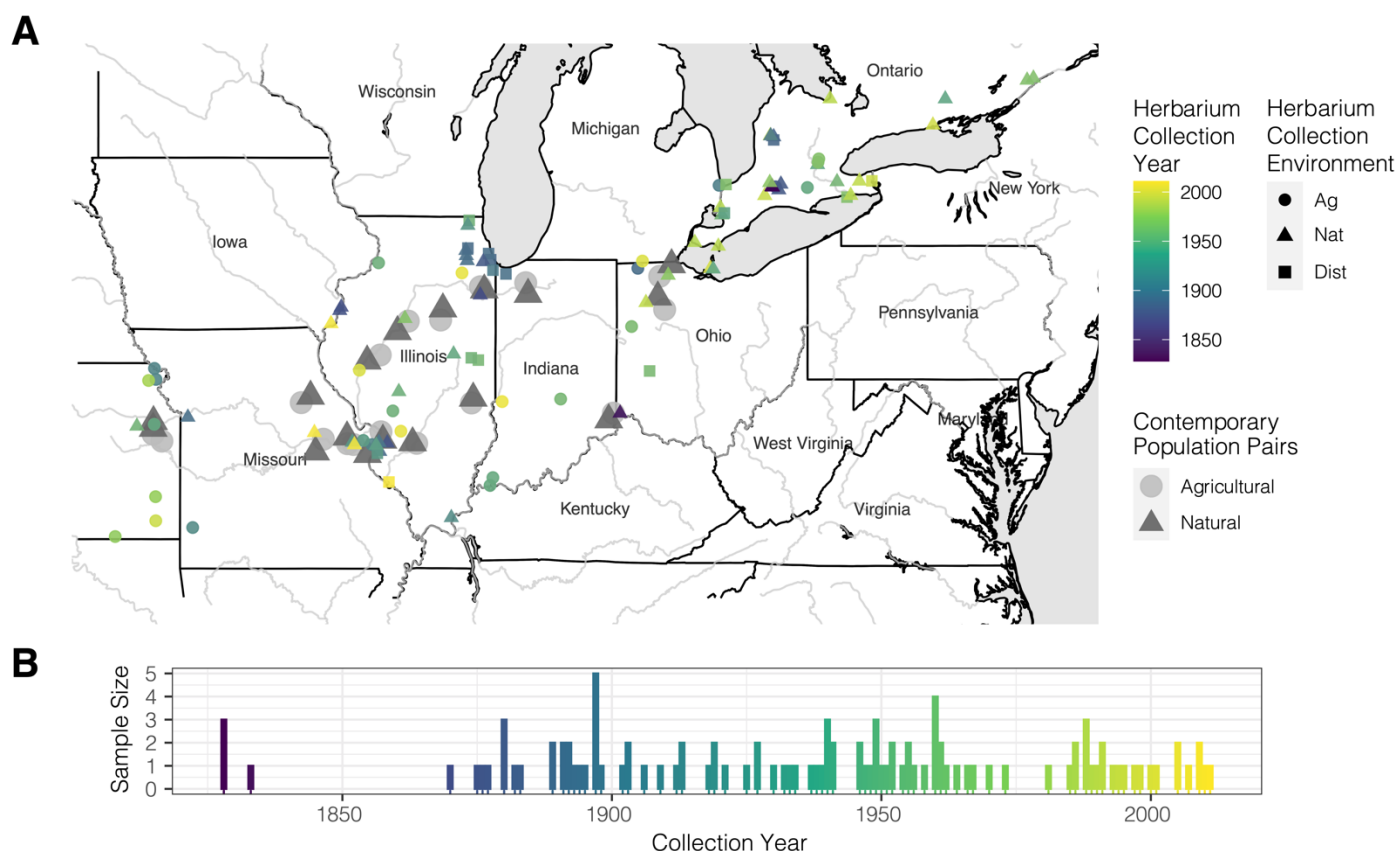 A
Wisconsin
Michigan
Ontario
New York
Iowa
Illinois
Indiana
Ohio
Pennsylvania
Missouri
West Virginia
Maryland
Kentucky
Virginia
Herbarium
Collection
Year
2000
1950
1900
1850
Herbarium
Collection
Environment
Ag
Nat
Dist
Contemporary
Population Pairs
Agricultural
Natural
B
Sample Size
5
4
3
2
1
0
1850
1900
1950
2000
Collection Year